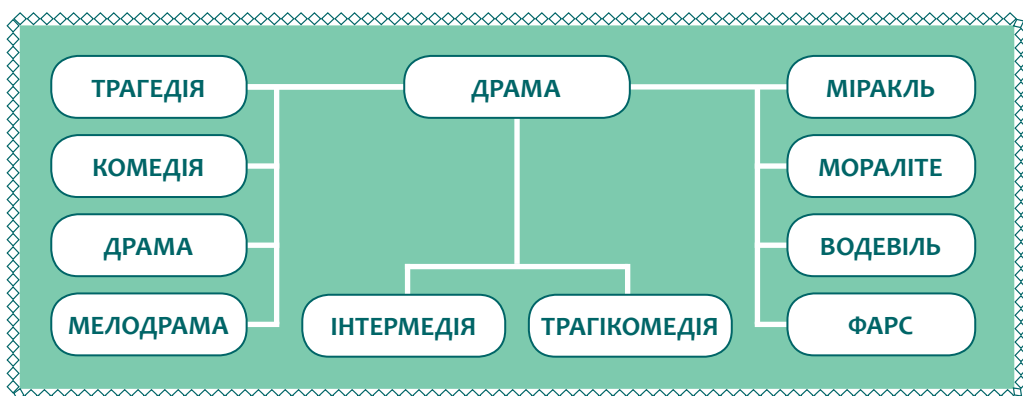 ТРАГЕДІЯ
ДРАМА
МІРАКЛЬ
КОМЕДІЯ
МОРАЛІТЕ
ДРАМА
ВОДЕВІЛЬ
МЕЛОДРАМА
ІНТЕРМЕДІЯ
ТРАГІКОМЕДІЯ
ФАРС